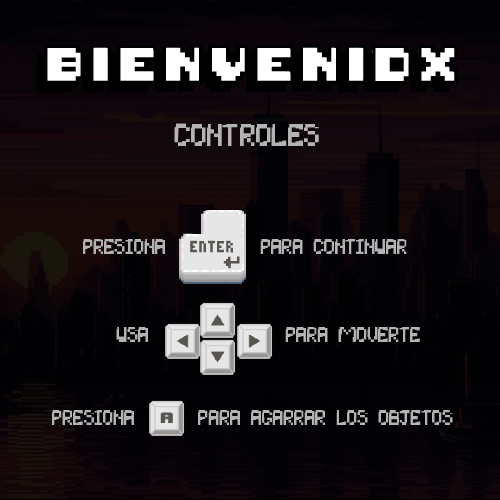 BIENVENIDX
CONTROLES
PRESIONA ENTER PARA CONTINUAR
USA PARA MOVERTE
PRESIONA A PARA AGARRAR LOS OBJETOS